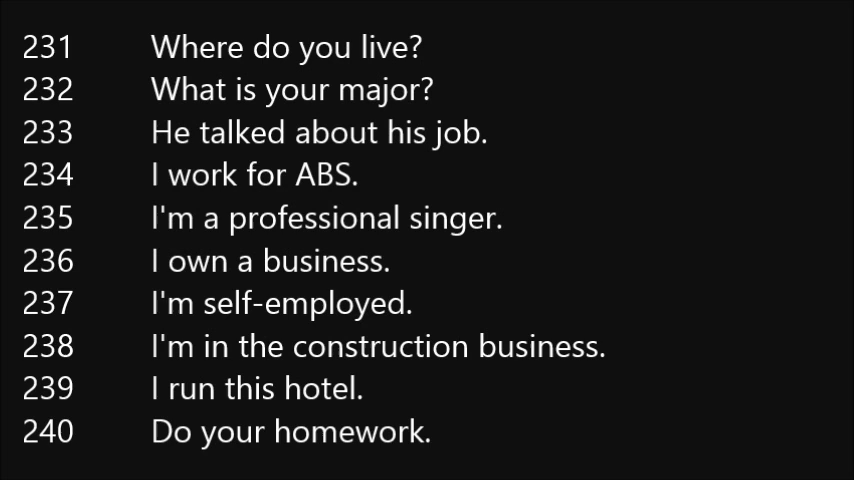 231 Where do you live?
232 What is your major?
233 He talked about his job.
234 I work for ABS.
235 I'm a professional singer.
236 I own a business.
237 I'm self-employed.
238 I'm in the construction business.
239 I run this hotel.
240 Do your homework.